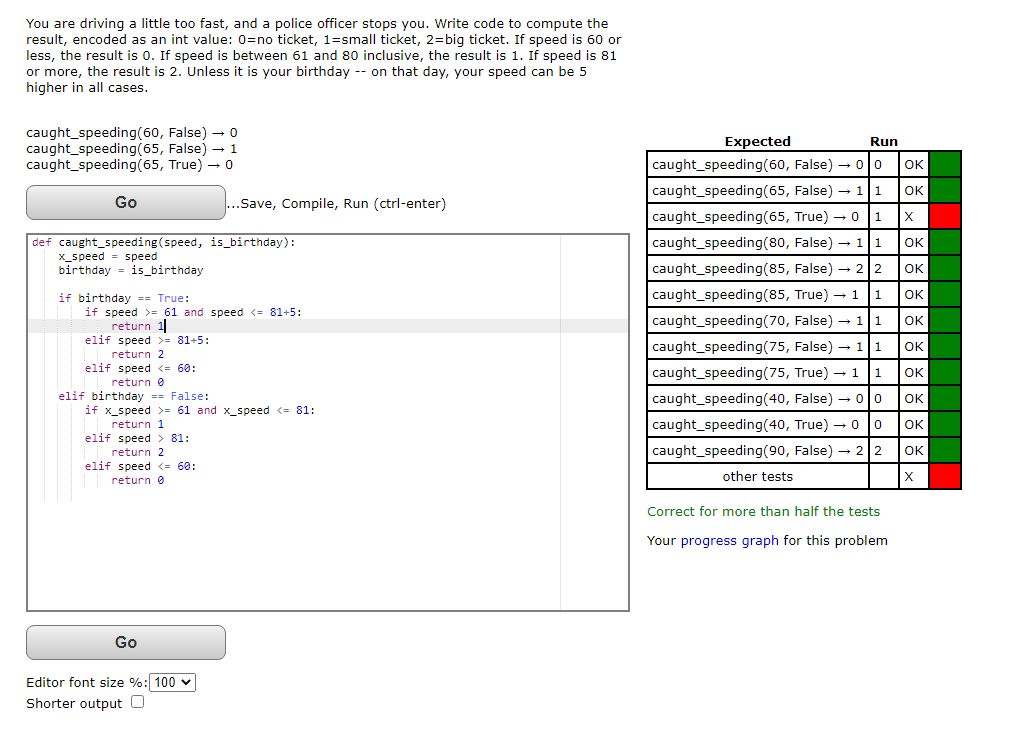 You are driving a little too fast, and a police officer stops you. Write code to compute the
result, encoded as an int value: 0=no ticket, 1=small ticket, 2=big ticket. If speed is 60 or
less, the result is 0. If speed is between 61 and 80 inclusive, the result is 1. If speed is 81
or more, the result is 2. Unless it is your birthday -- on that day, your speed can be 5
higher in all cases.
caught_speeding(60, False) → 0
caught_speeding(65, False) → 1
caught_speeding(65, True) → 0
Go
...Save, Compile, Run (ctrl-enter)
def caught_speeding(speed, is_birthday):
    x_speed = speed
    birthday = is_birthday
    if birthday == True:
        if speed >= 61 and speed <= 81+5:
            return 1
        elif speed >= 81+5:
            return 2
        elif speed <= 60:
            return 0
    elif birthday == False:
        if x_speed >= 61 and x_speed <= 81:
            return 1
        elif speed > 81:
            return 2
        elif speed <= 60:
            return 0
Go
Editor font size %: 100
Shorter output
Expected Run
caught_speeding(60, False) → 0 0 OK
caught_speeding(65, False) → 1 1 OK
caught_speeding(65, True) → 0 1 X
caught_speeding(80, False) → 1 1 OK
caught_speeding(85, False) → 2 2 OK
caught_speeding(85, True) → 1 1 OK
caught_speeding(70, False) → 1 1 OK
caught_speeding(75, False) → 1 1 OK
caught_speeding(75, True) → 1 1 OK
caught_speeding(40, False) → 0 0 OK
caught_speeding(40, True) → 0 0 OK
caught_speeding(90, False) → 2 2 OK
other tests X
Correct for more than half the tests
Your progress graph for this problem